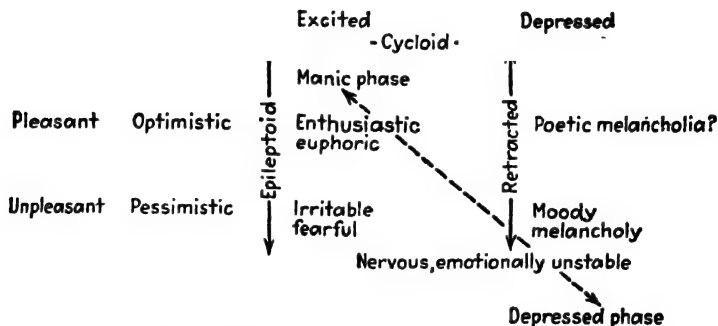 Excited Depressed
-Cycloid-
Manic phase
Pleasant Optimistic Epileptoid Enthusiastic
euphoric Retracted Poetic melancholia?
Unpleasant Pessimistic Irritable
fearful Moody
melancholy
Nervous, emotionally unstable
Depressed phase